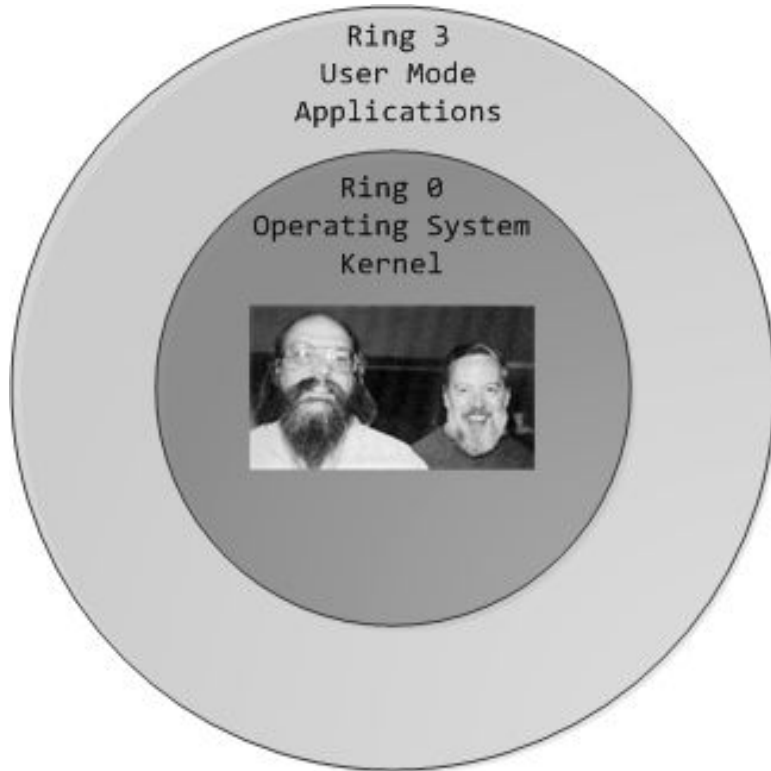 Ring 3
User Mode
Applications
Ring 0
Operating System
Kernel